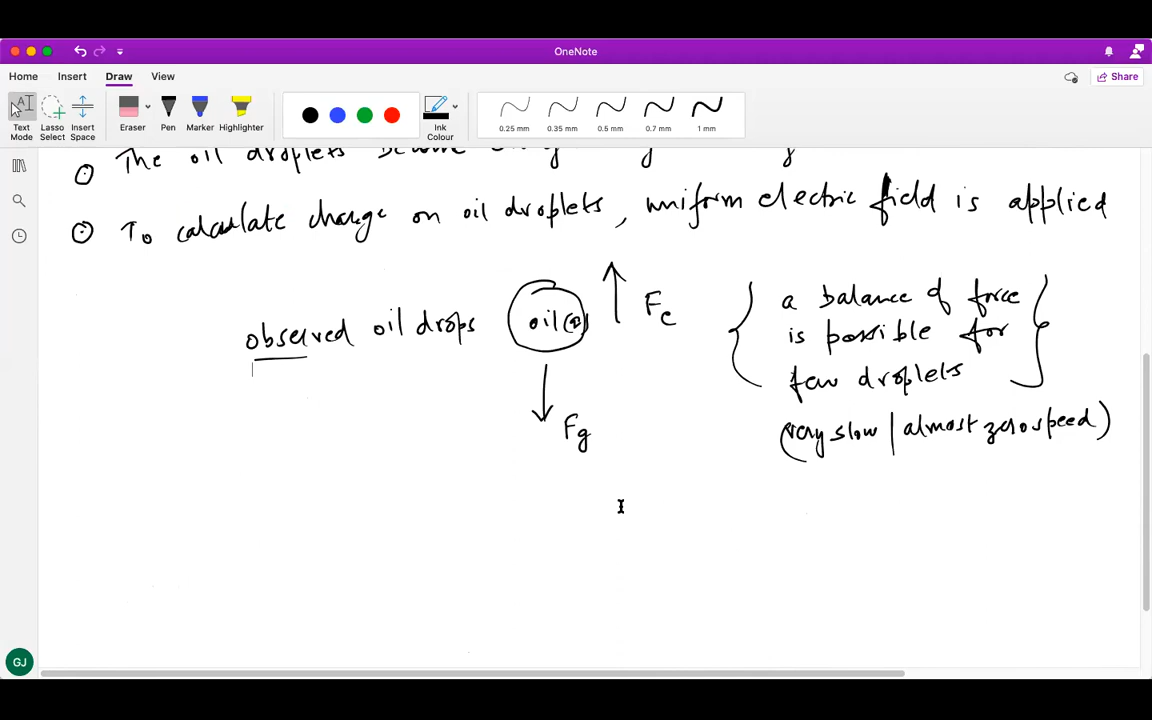 OneNote
Home Insert Draw View
Share
Text Mode
Lasso Select
Insert Space
Eraser
Pen
Marker
Highlighter
Ink Colour
0.25 mm 0.35 mm 0.5 mm 0.7 mm 1 mm
The oil droplets become
To calculate charge on oil droplets, uniform electric field is applied
observed oil drops
oil
Fe
Fg
a balance of force
is possible for
few droplets
(very slow | almost zero speed)
GJ